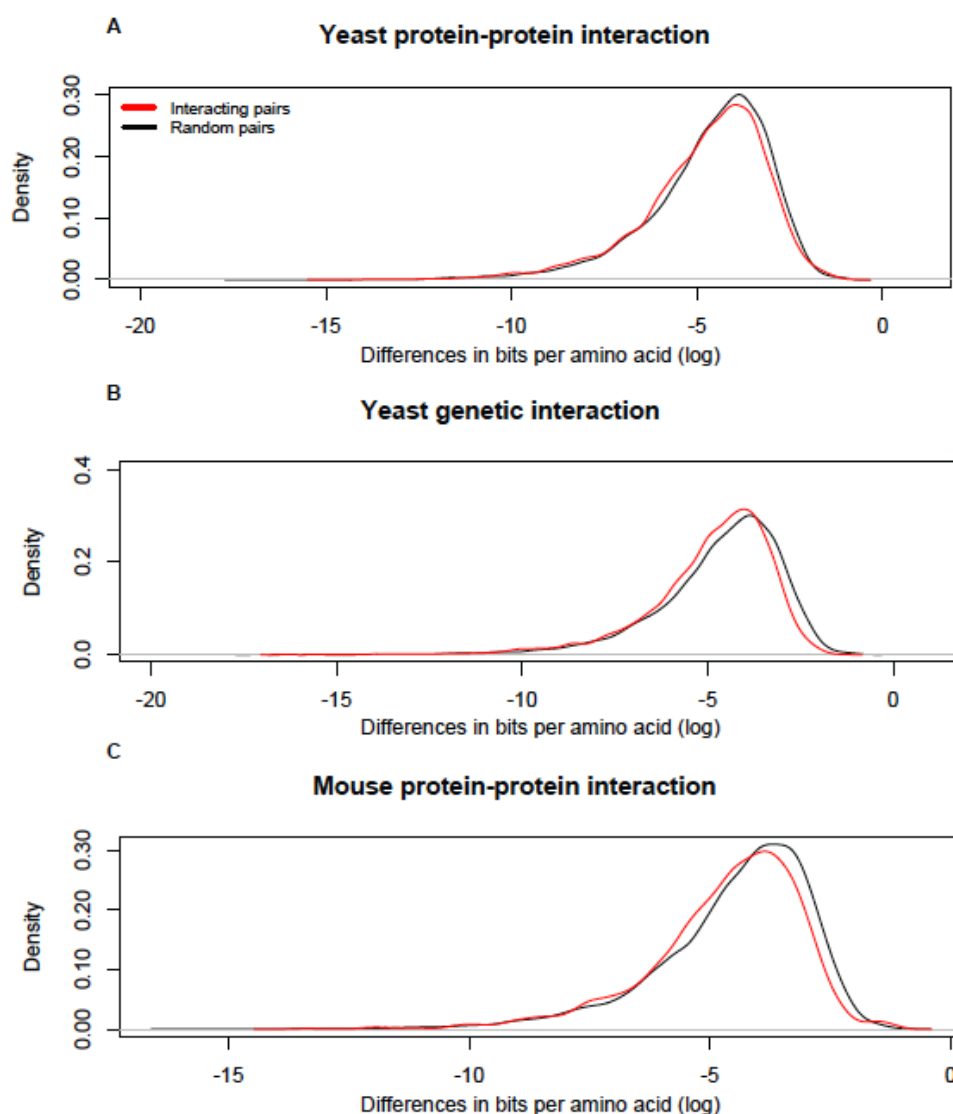 A
Yeast protein-protein interaction
Density
0.30
0.20
0.10
0.00
Interacting pairs
Random pairs
-20 -15 -10 -5 0
Differences in bits per amino acid (log)
B
Yeast genetic interaction
Density
0.4
0.2
0.0
-20 -15 -10 -5 0
Differences in bits per amino acid (log)
C
Mouse protein-protein interaction
Density
0.30
0.20
0.10
0.00
-15 -10 -5 0
Differences in bits per amino acid (log)